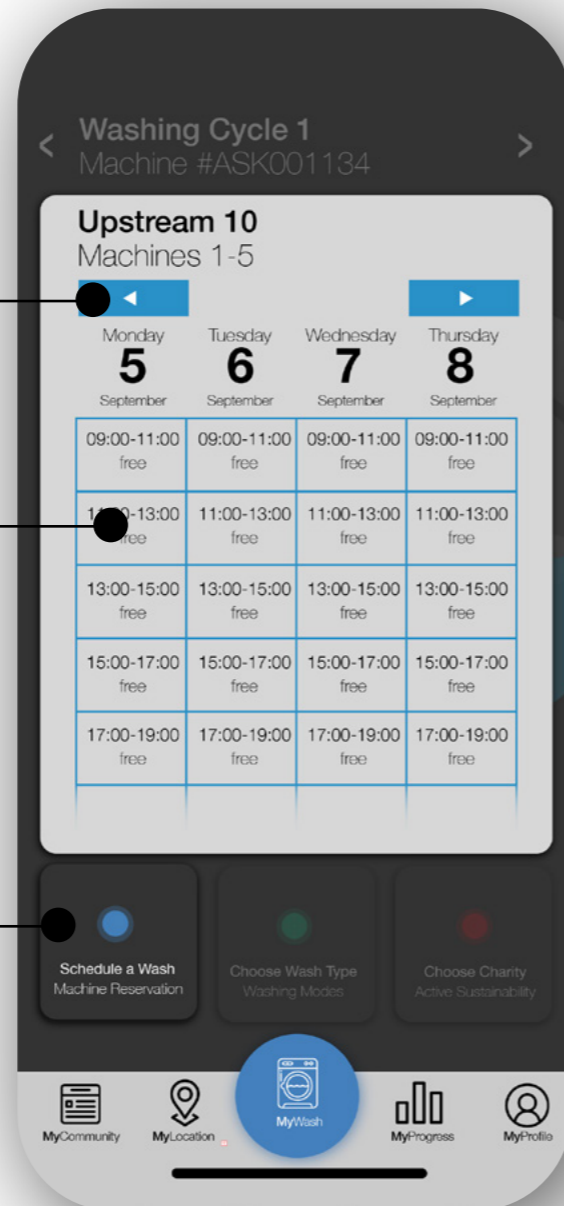 Washing Cycle 1
Machine #ASK001134
Upstream 10
Machines 1-5
Monday Tuesday Wednesday Thursday
5 6 7 8
September September September September
09:00-11:00 09:00-11:00 09:00-11:00 09:00-11:00
free free free free
11:00-13:00 11:00-13:00 11:00-13:00
free free free free
13:00-15:00 13:00-15:00 13:00-15:00 13:00-15:00
free free free free
15:00-17:00 15:00-17:00 15:00-17:00 15:00-17:00
free free free free
17:00-19:00 17:00-19:00 17:00-19:00 17:00-19:00
free free free free
Schedule a Wash Choose Wash Type Choose Charity
Machine Reservation Washing Modes Active Sustainability
MyCommunity MyLocation MyWash MyProgress MyProfile